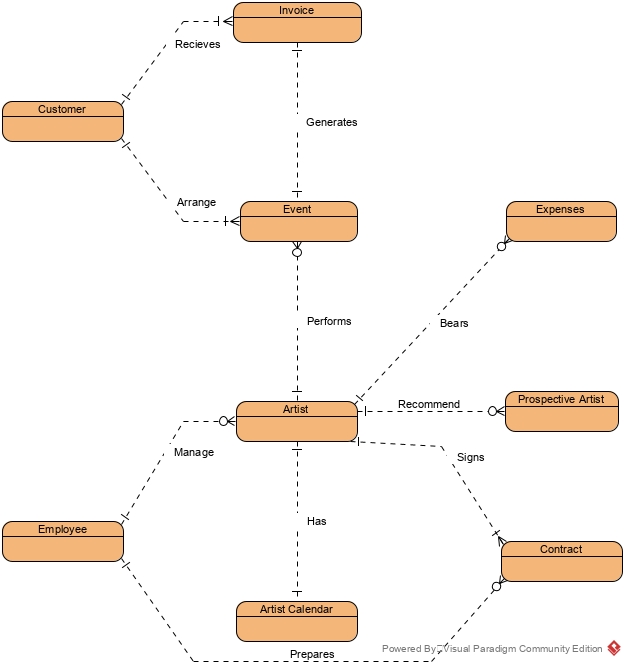 Invoice
Recieves
Customer
Generates
Arrange
Event
Expenses
Performs
Bears
Artist
Recommend
Prospective Artist
Manage
Signs
Employee
Has
Contract
Artist Calendar
Prepares
Powered By Visual Paradigm Community Edition